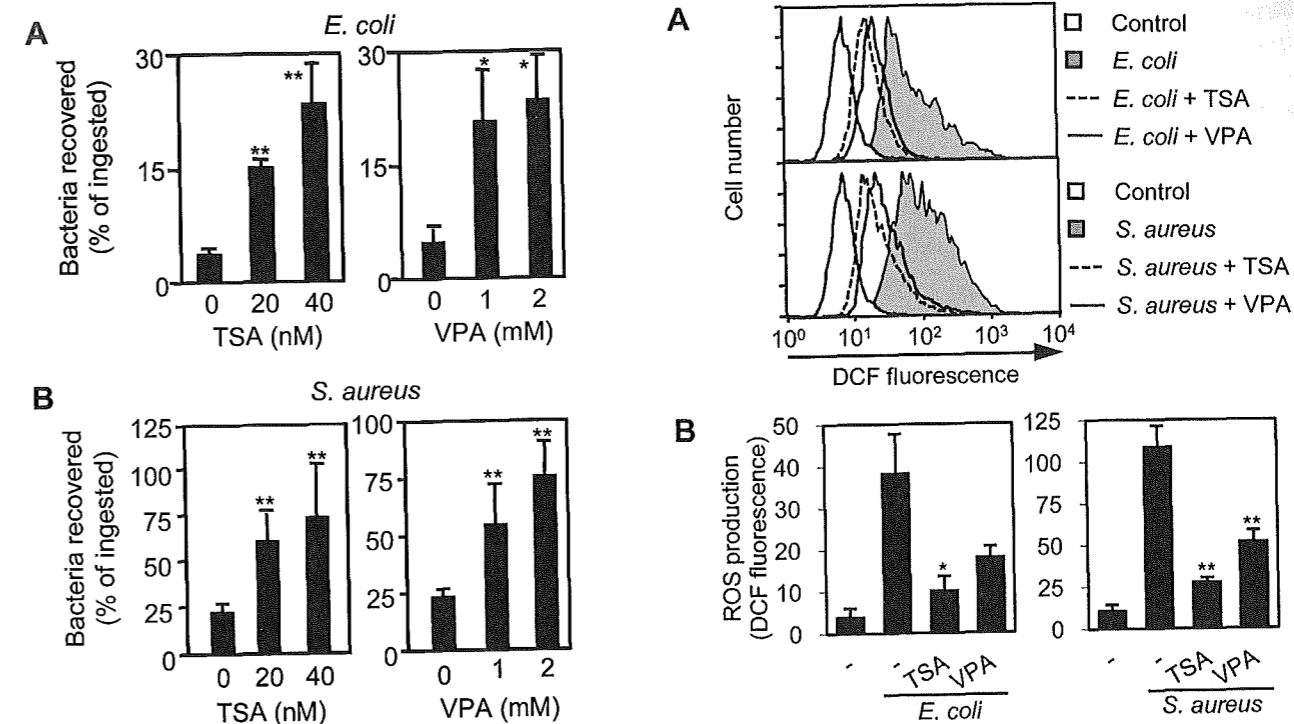 A
E. coli
Bacteria recovered
(% of ingested)
30
15
0
** **
0 20 40
TSA (nM)
30
15
0
* *
0 1 2
VPA (mM)
B
S. aureus
Bacteria recovered
(% of ingested)
125
100
75
50
25
0
** **
0 20 40
TSA (nM)
100
75
50
25
0
** **
0 1 2
VPA (mM)
A
Cell number
Control
E. coli
E. coli + TSA
E. coli + VPA
Control
S. aureus
S. aureus + TSA
S. aureus + VPA
10⁰ 10¹ 10² 10³ 10⁴
DCF fluorescence
B
ROS production
(DCF fluorescence)
50
40
30
20
10
0
*
- - TSA VPA
E. coli
125
100
75
50
25
0
** **
- - TSA VPA
S. aureus